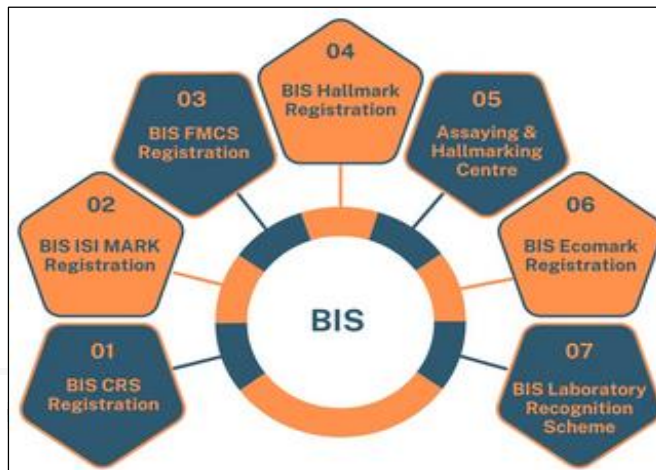 01
BIS CRS
Registration
02
BIS ISI MARK
Registration
03
BIS FMCS
Registration
04
BIS Hallmark
Registration
05
Assaying &
Hallmarking
Centre
06
BIS Ecomark
Registration
07
BIS Laboratory
Recognition
Scheme
BIS